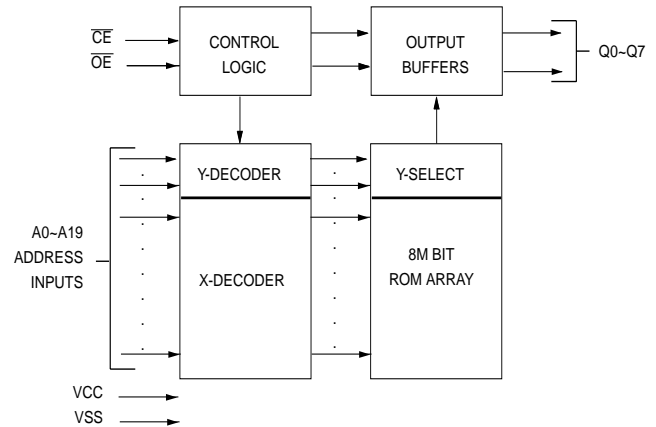 CE
OE
CONTROL
LOGIC
OUTPUT
BUFFERS
Q0~Q7
Y-DECODER
Y-SELECT
A0~A19
ADDRESS
INPUTS
X-DECODER
8M BIT
ROM ARRAY
VCC
VSS